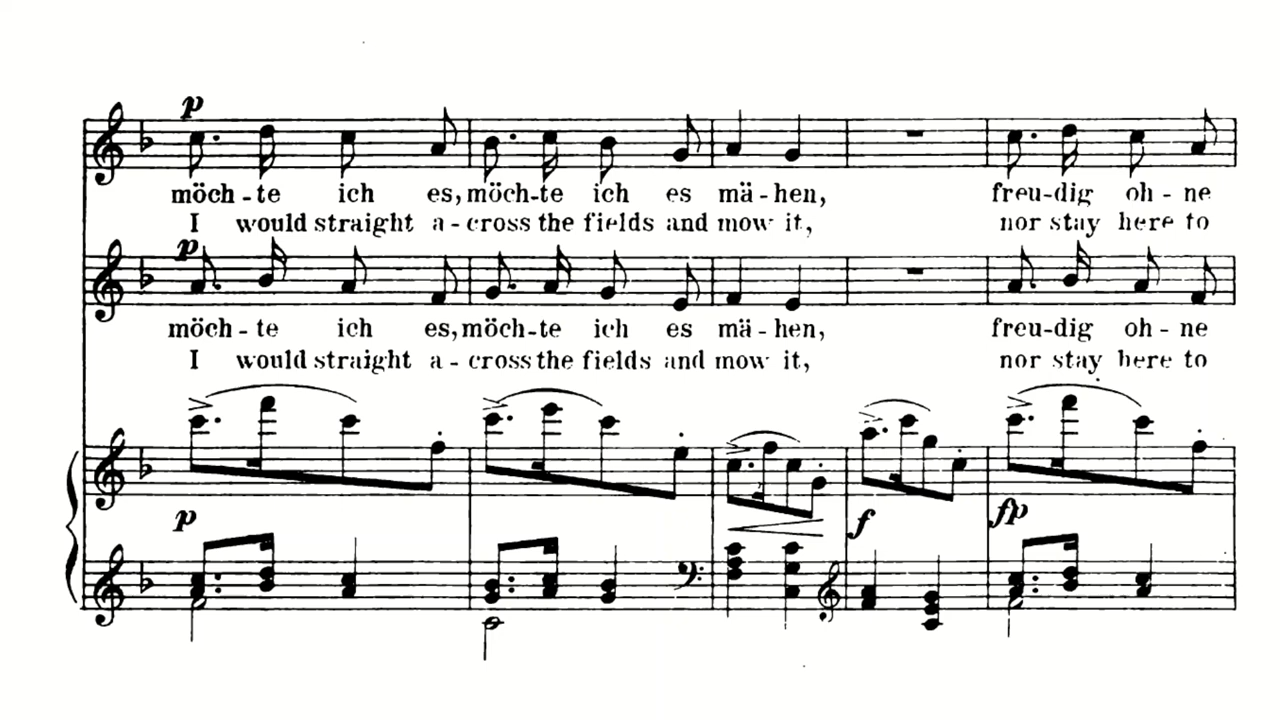 p
möch - te ich es, möch - te ich es mä - hen, freu - dig oh - ne
I would straight a - cross the fields and mow it, nor stay here to
p
möch - te ich es, möch - te ich es mä - hen, freu - dig oh - ne
I would straight a - cross the fields and mow it, nor stay here to
p f fp